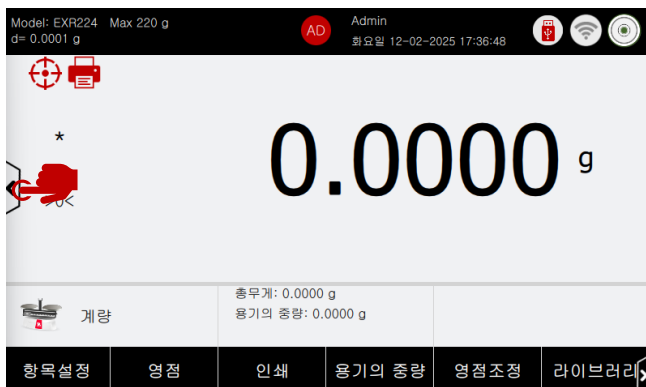 Model: EXR224 Max 220 g
d= 0.0001 g
AD
Admin
화요일 12-02-2025 17:36:48
*
0.0000 g
>0<
계량
총무게: 0.0000 g
용기의 중량: 0.0000 g
항목설정 영점 인쇄 용기의 중량 영점조정 라이브러리